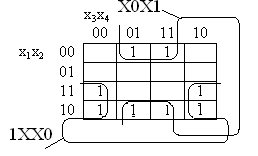 X0X1
x₃x₄
00 01 11 10
x₁x₂ 00 1 1
01
11 1 1
10 1 1 1 1
1XX0